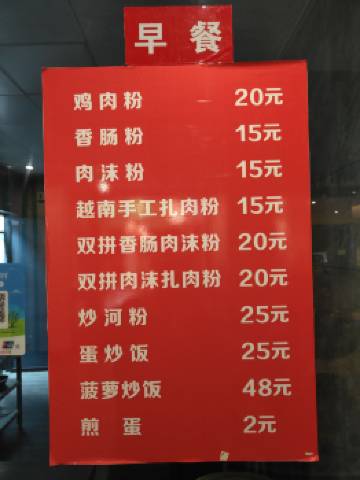 早餐
鸡肉粉 20元
香肠粉 15元
肉沫粉 15元
越南手工扎肉粉 15元
双拼香肠肉沫粉 20元
双拼肉沫扎肉粉 20元
炒河粉 25元
蛋炒饭 25元
菠萝炒饭 48元
煎蛋 2元